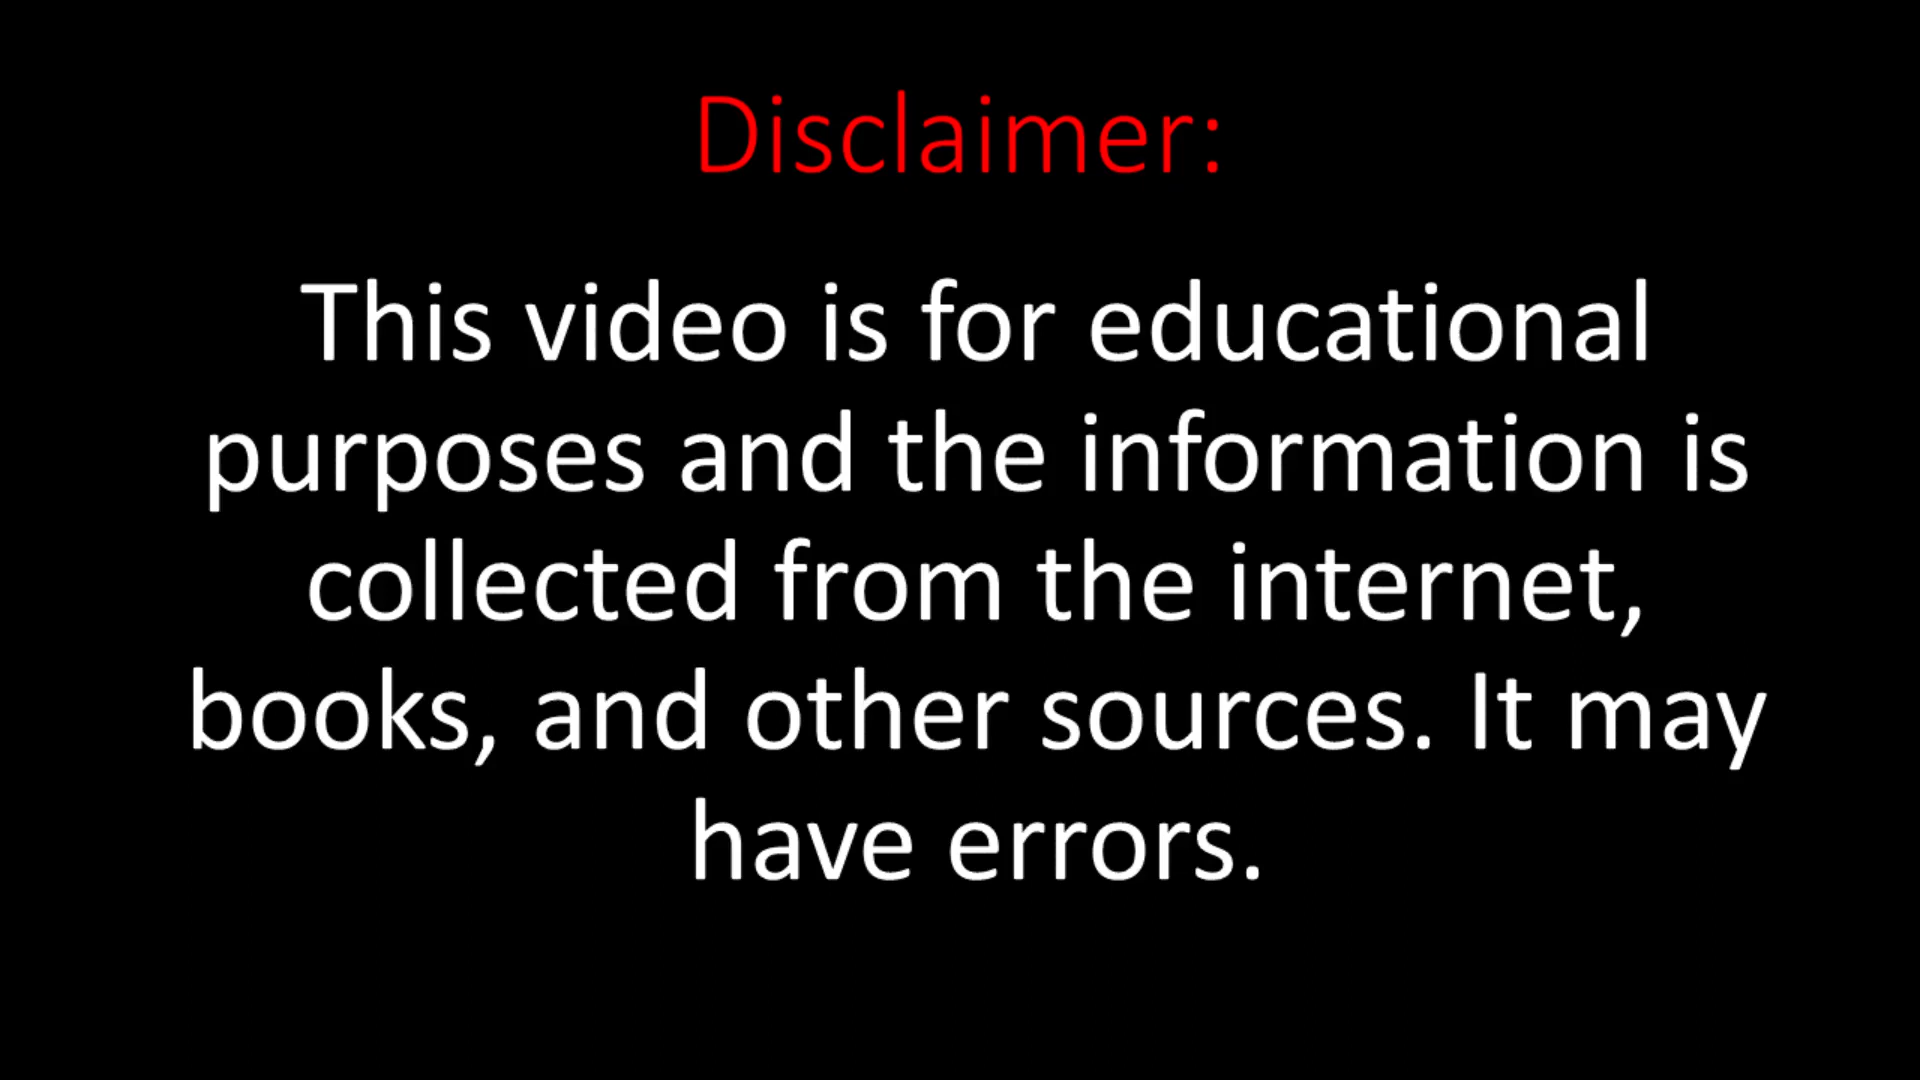 Disclaimer:
This video is for educational
purposes and the information is
collected from the internet,
books, and other sources. It may
have errors.